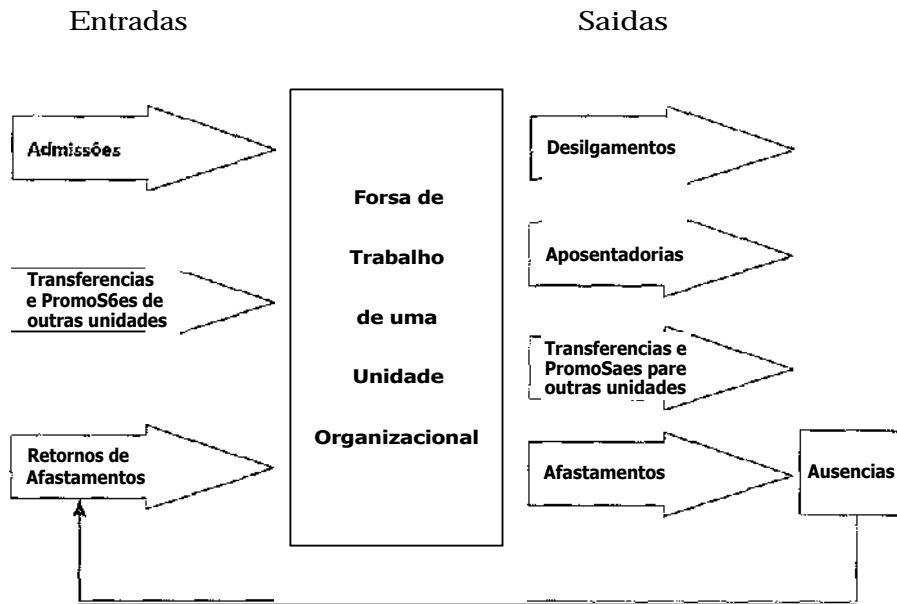 Entradas
Saidas
Admissões
Transferencias
e PromoS6es de
outras unidades
Retornos de
Afastamentos
Forsa de
Trabalho
de uma
Unidade
Organizacional
Desilgamentos
Aposentadorias
Transferencias e
PromoSaes pare
outras unidades
Afastamentos
Ausencias